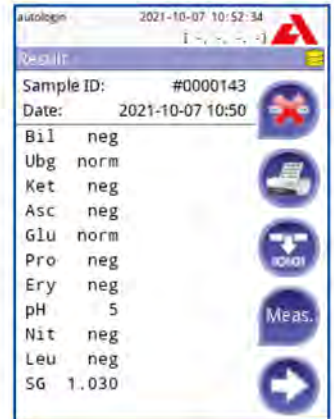 autologin 2021-10-07 10:52:34
[ -, -, -, -]
Result
Sample ID: #0000143
Date: 2021-10-07 10:50
Bil neg
Ubg norm
Ket neg
Asc neg
Glu norm
Pro neg
Ery neg
pH 5
Meas.
Nit neg
Leu neg
SG 1.030